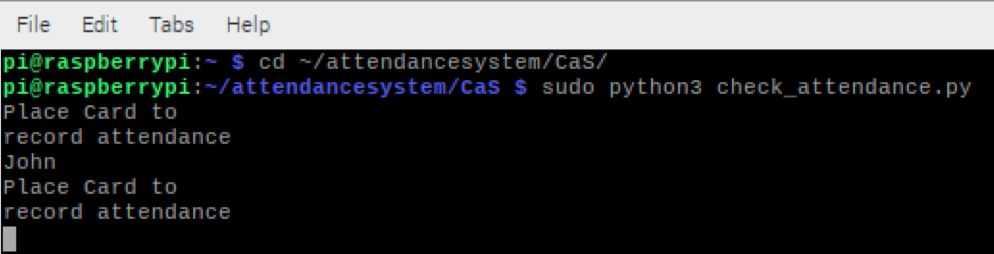 File Edit Tabs Help
pi@raspberrypi:~ $ cd ~/attendancesystem/CaS/
pi@raspberrypi:~/attendancesystem/CaS $ sudo python3 check_attendance.py
Place Card to
record attendance
John
Place Card to
record attendance